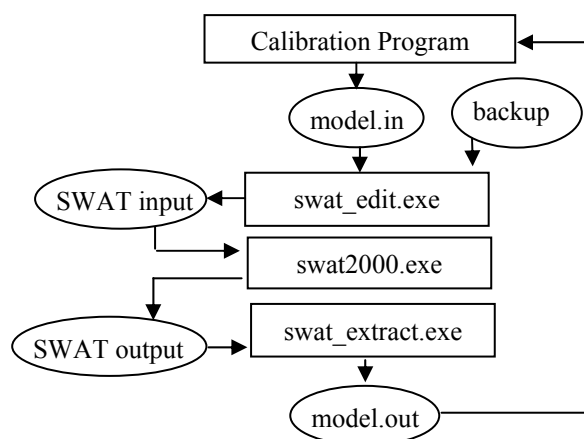 Calibration Program
model.in
backup
SWAT input
swat_edit.exe
swat2000.exe
SWAT output
swat_extract.exe
model.out